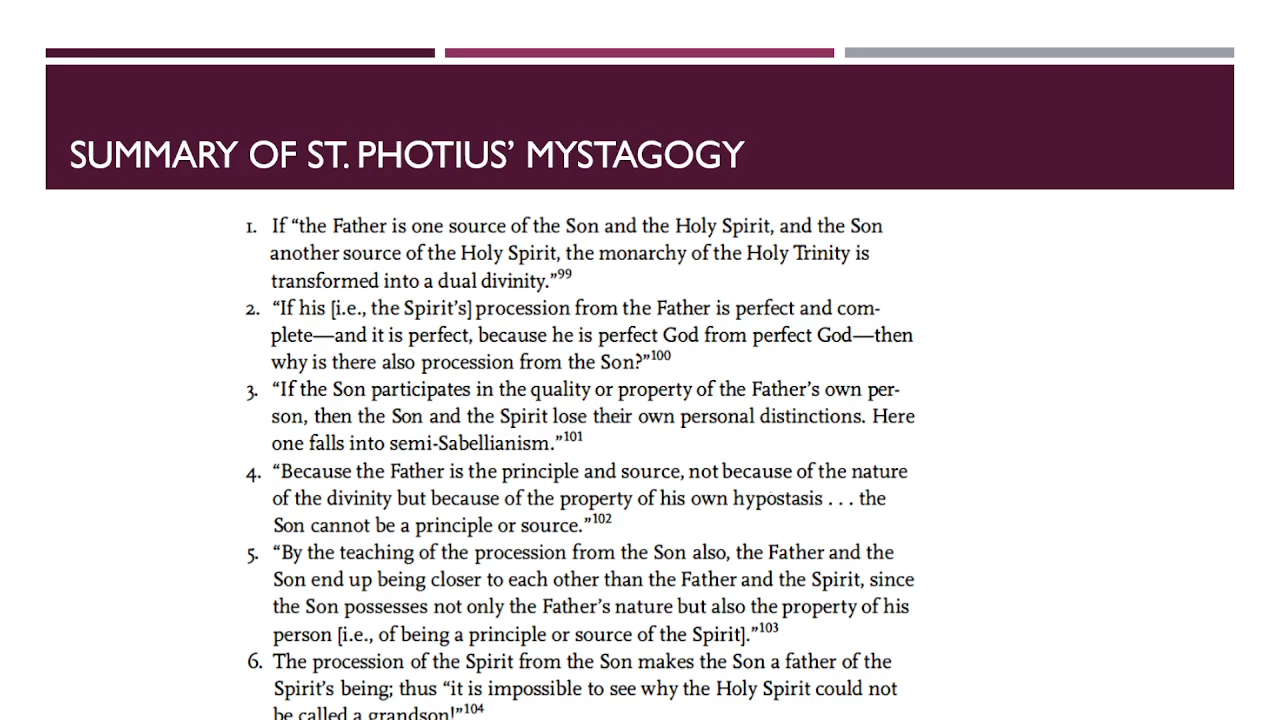 SUMMARY OF ST. PHOTIUS’ MYSTAGOGY
1. If “the Father is one source of the Son and the Holy Spirit, and the Son
another source of the Holy Spirit, the monarchy of the Holy Trinity is
transformed into a dual divinity.”99
2. “If his [i.e., the Spirit’s] procession from the Father is perfect and com-
plete—and it is perfect, because he is perfect God from perfect God—then
why is there also procession from the Son?”100
3. “If the Son participates in the quality or property of the Father’s own per-
son, then the Son and the Spirit lose their own personal distinctions. Here
one falls into semi-Sabellianism.”101
4. “Because the Father is the principle and source, not because of the nature
of the divinity but because of the property of his own hypostasis . . . the
Son cannot be a principle or source.”102
5. “By the teaching of the procession from the Son also, the Father and the
Son end up being closer to each other than the Father and the Spirit, since
the Son possesses not only the Father’s nature but also the property of his
person [i.e., of being a principle or source of the Spirit].”103
6. The procession of the Spirit from the Son makes the Son a father of the
Spirit’s being; thus “it is impossible to see why the Holy Spirit could not
be called a grandson!”104